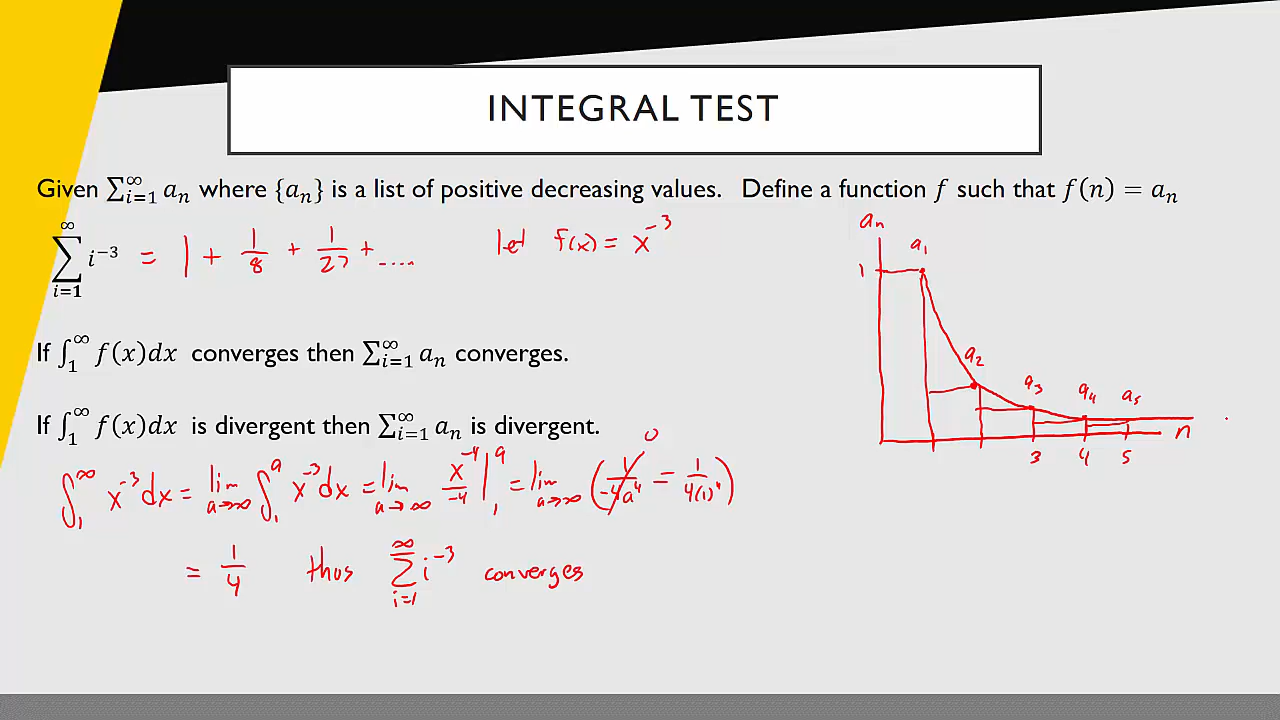 INTEGRAL TEST
Given ∑_{i=1}^{∞} a_n where {a_n} is a list of positive decreasing values. Define a function f such that f(n) = a_n
∑_{i=1}^{∞} i^{-3} = 1 + 1/8 + 1/27 + .... let f(x) = x^{-3}
a_n
a_1
1
a_2
a_3
a_4
a_5
n
3 4 5
If ∫_1^∞ f(x)dx converges then ∑_{i=1}^{∞} a_n converges.
If ∫_1^∞ f(x)dx is divergent then ∑_{i=1}^{∞} a_n is divergent.
∫_1^∞ x^{-3} dx = lim_{a→∞} ∫_1^a x^{-3} dx = lim_{a→∞} x^{-4}/-4 |_1^a = lim_{a→∞} (1/-4a^4 = 1/4(1)^4) 0
= 1/4 thus ∑_{i=1}^{∞} i^{-3} converges